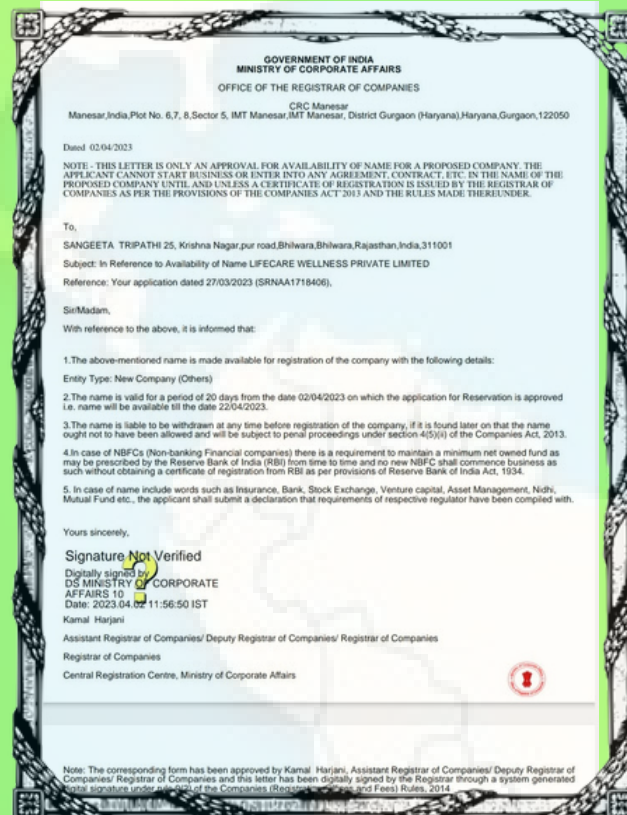 GOVERNMENT OF INDIA
MINISTRY OF CORPORATE AFFAIRS
OFFICE OF THE REGISTRAR OF COMPANIES
CRC Manesar
Manesar,India,Plot No. 6,7, 8,Sector 5, IMT Manesar,IMT Manesar, District Gurgaon (Haryana),Haryana,Gurgaon,122050
Dated 02/04/2023
NOTE - THIS LETTER IS ONLY AN APPROVAL FOR AVAILABILITY OF NAME FOR A PROPOSED COMPANY. THE
APPLICANT CANNOT START BUSINESS OR ENTER INTO ANY AGREEMENT, CONTRACT, ETC. IN THE NAME OF THE
PROPOSED COMPANY UNTIL AND UNLESS A CERTIFICATE OF REGISTRATION IS ISSUED BY THE REGISTRAR OF
COMPANIES AS PER THE PROVISIONS OF THE COMPANIES ACT'2013 AND THE RULES MADE THEREUNDER.
To,
SANGEETA TRIPATHI 25, Krishna Nagar,pur road,Bhilwara,Bhilwara,Rajasthan,India,311001
Subject: In Reference to Availability of Name LIFECARE WELLNESS PRIVATE LIMITED
Reference: Your application dated 27/03/2023 (SRNAA1718406),
Sir/Madam,
With reference to the above, it is informed that:
1.The above-mentioned name is made available for registration of the company with the following details:
Entity Type: New Company (Others)
2.The name is valid for a period of 20 days from the date 02/04/2023 on which the application for Reservation is approved
i.e. name will be available till the date 22/04/2023.
3.The name is liable to be withdrawn at any time before registration of the company, if it is found later on that the name
ought not to have been allowed and will be subject to penal proceedings under section 4(5)(ii) of the Companies Act, 2013.
4.In case of NBFCs (Non-banking Financial companies) there is a requirement to maintain a minimum net owned fund as
may be prescribed by the Reserve Bank of India (RBI) from time to time and no new NBFC shall commence business as
such without obtaining a certificate of registration from RBI as per provisions of Reserve Bank of India Act, 1934.
5. In case of name include words such as Insurance, Bank, Stock Exchange, Venture capital, Asset Management, Nidhi,
Mutual Fund etc., the applicant shall submit a declaration that requirements of respective regulator have been compiled with.
Yours sincerely,
Signature Not Verified
Digitally signed by
DS MINISTRY OF CORPORATE
AFFAIRS 10
Date: 2023.04.02 11:56:50 IST
Kamal Harjani
Assistant Registrar of Companies/ Deputy Registrar of Companies/ Registrar of Companies
Registrar of Companies
Central Registration Centre, Ministry of Corporate Affairs
Note: The corresponding form has been approved by Kamal Harjani, Assistant Registrar of Companies/ Deputy Registrar of
Companies/ Registrar of Companies and this letter has been digitally signed by the Registrar through a system generated
digital signature under rule of the Companies and Fees) Rules, 2014